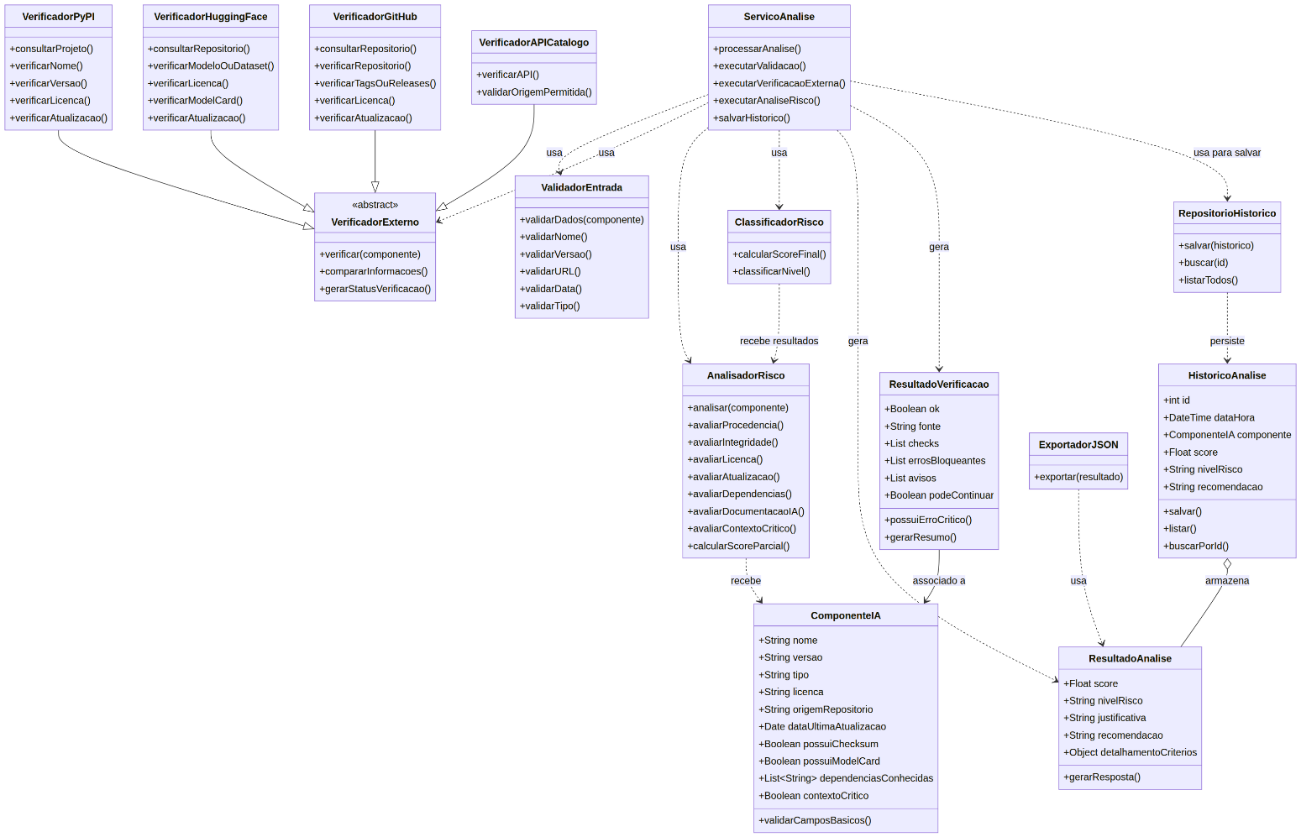 VerificadorPyPI
+consultarProjeto()
+verificarNome()
+verificarVersao()
+verificarLicenca()
+verificarAtualizacao()
VerificadorHuggingFace
+consultarRepositorio()
+verificarModeloOuDataset()
+verificarLicenca()
+verificarModelCard()
+verificarAtualizacao()
VerificadorGitHub
+consultarRepositorio()
+verificarRepositorio()
+verificarTagsOuReleases()
+verificarLicenca()
+verificarAtualizacao()
VerificadorAPICatalogo
+verificarAPI()
+validarOrigemPermitida()
ServicoAnalise
+processarAnalise()
+executarValidacao()
+executarVerificacaoExterna()
+executarAnaliseRisco()
+salvarHistorico()
usa
usa
usa
usa para salvar
«abstract»
VerificadorExterno
+verificar(componente)
+compararInformacoes()
+gerarStatusVerificacao()
ValidadorEntrada
+validarDados(componente)
+validarNome()
+validarVersao()
+validarURL()
+validarData()
+validarTipo()
ClassificadorRisco
+calcularScoreFinal()
+classificarNivel()
RepositorioHistorico
+salvar(historico)
+buscar(id)
+listarTodos()
usa
gera
recebe resultados
gera
persiste
AnalisadorRisco
+analisar(componente)
+avaliarProcedencia()
+avaliarIntegridade()
+avaliarLicenca()
+avaliarAtualizacao()
+avaliarDependencias()
+avaliarDocumentacaoIA()
+avaliarContextoCritico()
+calcularScoreParcial()
ResultadoVerificacao
+Boolean ok
+String fonte
+List checks
+List errosBloqueantes
+List avisos
+Boolean podeContinuar
+possuiErroCritico()
+gerarResumo()
ExportadorJSON
+exportar(resultado)
HistoricoAnalise
+int id
+DateTime dataHora
+ComponenteIA componente
+Float score
+String nivelRisco
+String recomendacao
+salvar()
+listar()
+buscarPorId()
recebe
associado a
usa
armazena
ComponenteIA
+String nome
+String versao
+String tipo
+String licenca
+String origemRepositorio
+Date dataUltimaAtualizacao
+Boolean possuiChecksum
+Boolean possuiModelCard
+List<String> dependenciasConhecidas
+Boolean contextoCritico
+validarCamposBasicos()
ResultadoAnalise
+Float score
+String nivelRisco
+String justificativa
+String recomendacao
+Object detalhamentoCriterios
+gerarResposta()